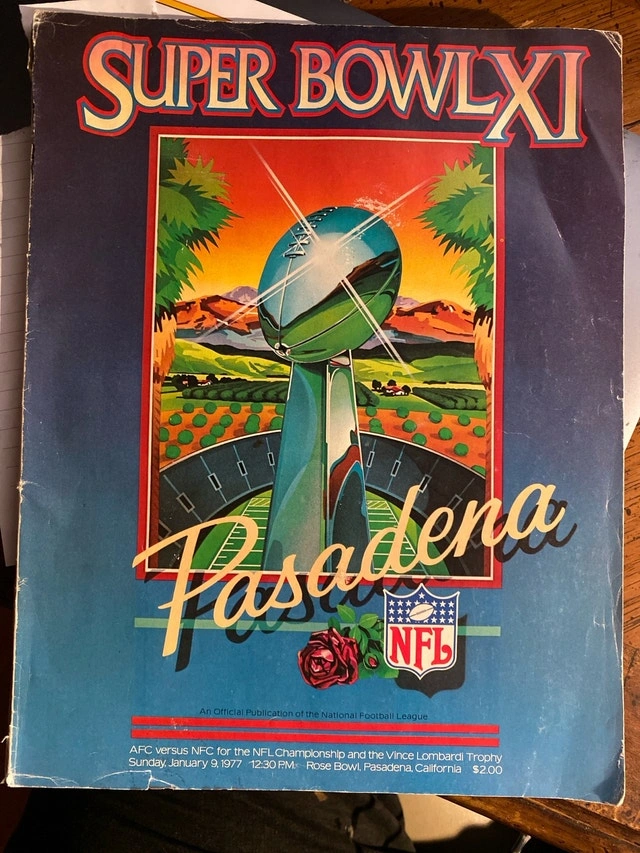 SUPER BOWL XI
Pasadena
NFL
An Official Publication of the National Football League
AFC versus NFC for the NFL Championship and the Vince Lombardi Trophy
Sunday, January 9, 1977 12:30 P.M. Rose Bowl, Pasadena, California $2.00